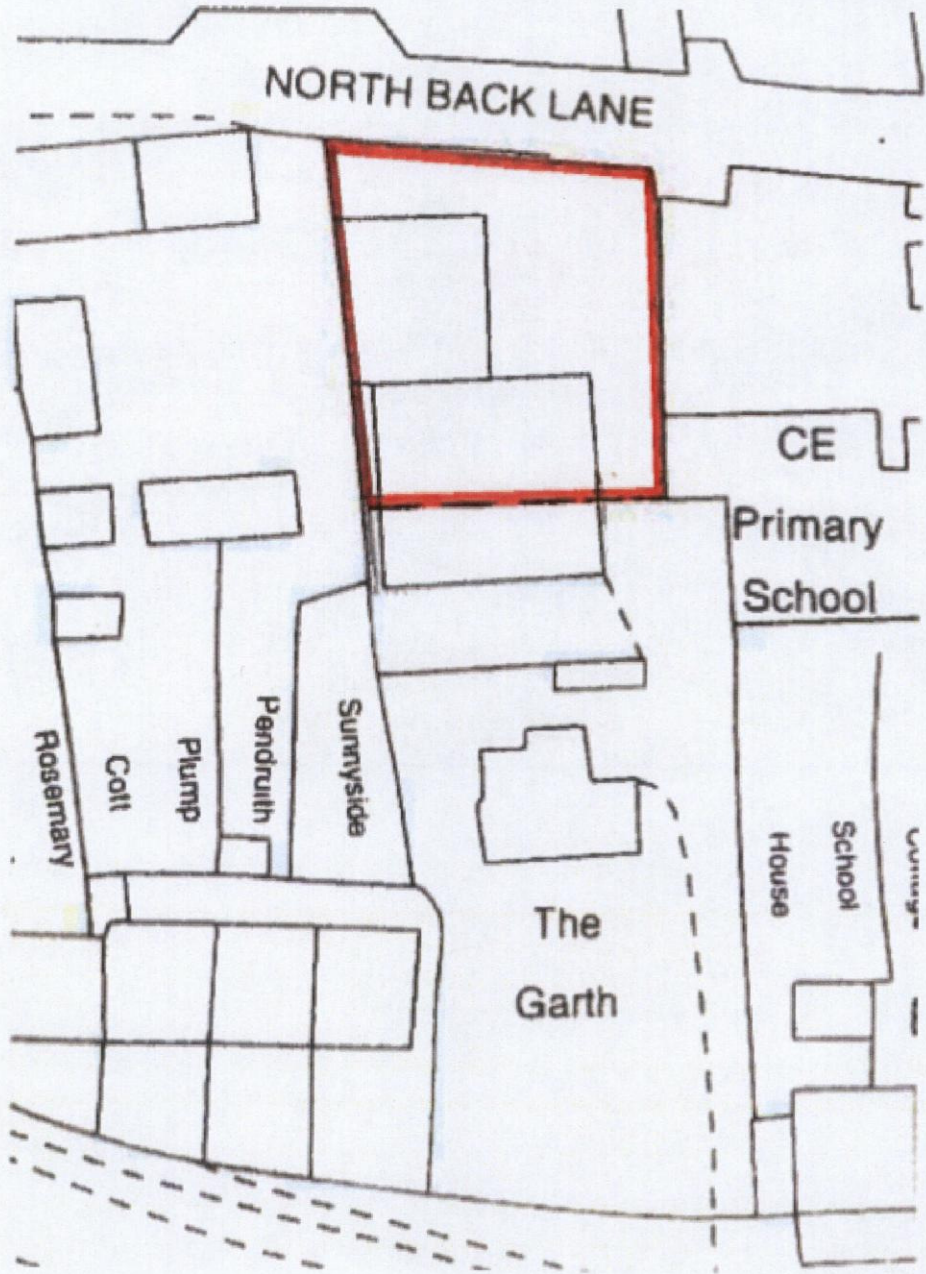 NORTH BACK LANE
CE
Primary
School
Sunnyside
Pendruith
Plump
Cott
Rosemary
School
House
The
Garth